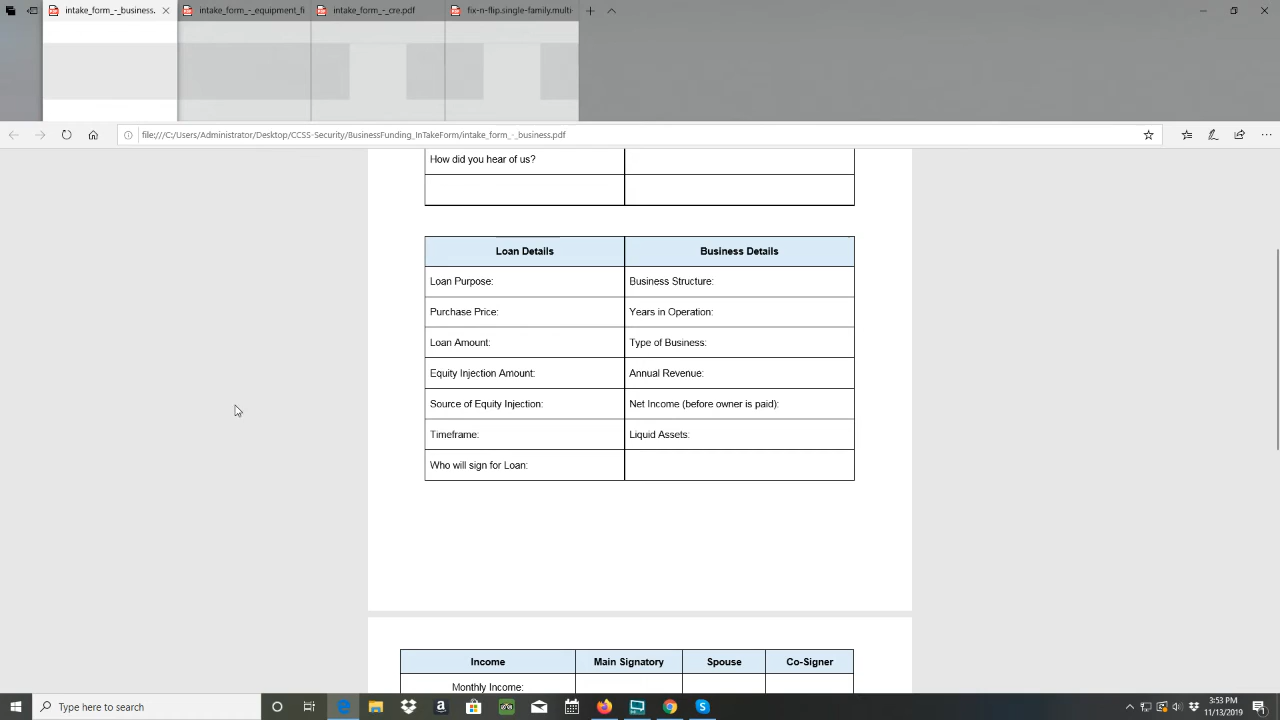 intake_form_-_business. intake_form_-_equipment_fi intake_form_-_cre.pdf fix-n-flip.single-family.multi-
file:///C:/Users/Administrator/Desktop/CCSS-Security/BusinessFunding_InTakeForm/intake_form_-_business.pdf
How did you hear of us?
Loan Details Business Details
Loan Purpose: Business Structure:
Purchase Price: Years in Operation:
Loan Amount: Type of Business:
Equity Injection Amount: Annual Revenue:
Source of Equity Injection: Net Income (before owner is paid):
Timeframe: Liquid Assets:
Who will sign for Loan:
Income Main Signatory Spouse Co-Signer
Monthly Income:
Type here to search
3:53 PM
11/13/2019